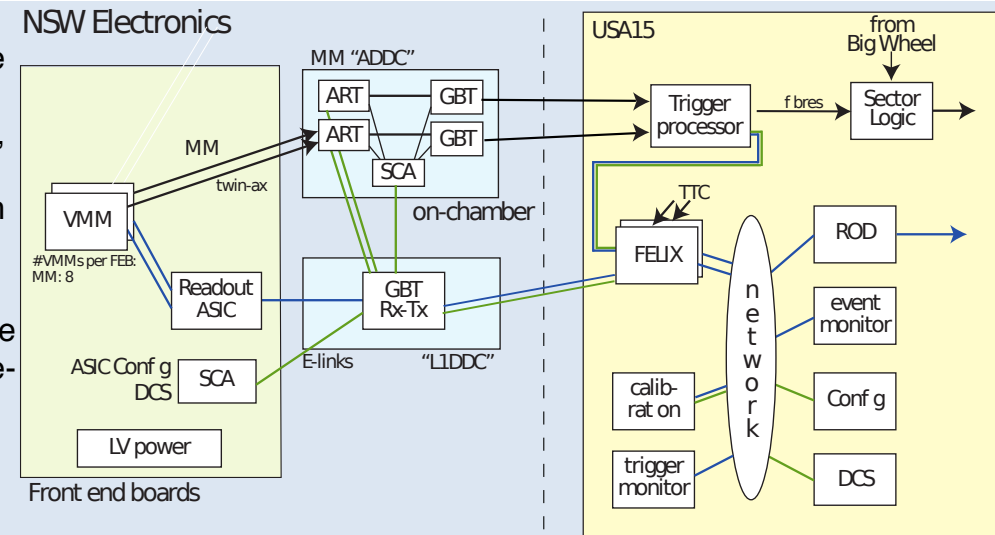 NSW Electronics
e
,
n
e
e-
MM "ADDC"
ART
GBT
ART
GBT
SCA
on-chamber
MM
twin-ax
VMM
#VMMs per FEB:
MM: 8
Readout
ASIC
ASIC Conf g
DCS
SCA
LV power
Front end boards
GBT
Rx-Tx
E-links
"L1DDC"
USA15
from
Big Wheel
Trigger
processor
f bres
Sector
Logic
TTC
FELIX
network
ROD
event
monitor
calib-
rat on
Conf g
trigger
monitor
DCS